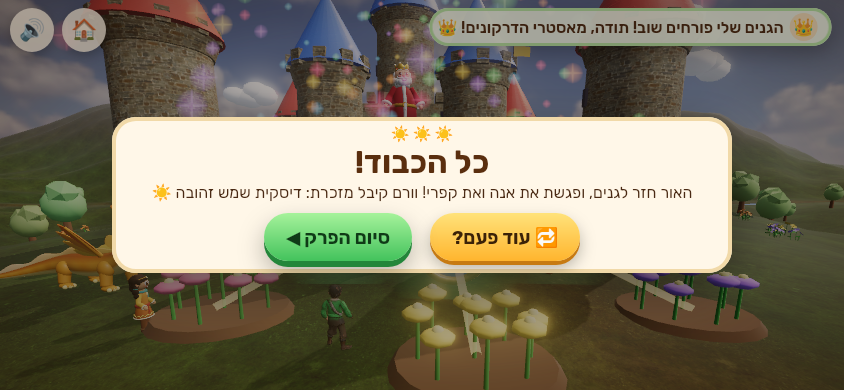 👑 הגנים שלי פורחים שוב! תודה, מאסטרי הדרקונים! 👑
☀️ ☀️ ☀️
כל הכבוד!
האור חזר לגנים, ופגשת את אנה ואת קפרי! וורם קיבל מזכרת: דיסקית שמש זהובה ☀️
🔁 עוד פעם?
סיום הפרק ◀